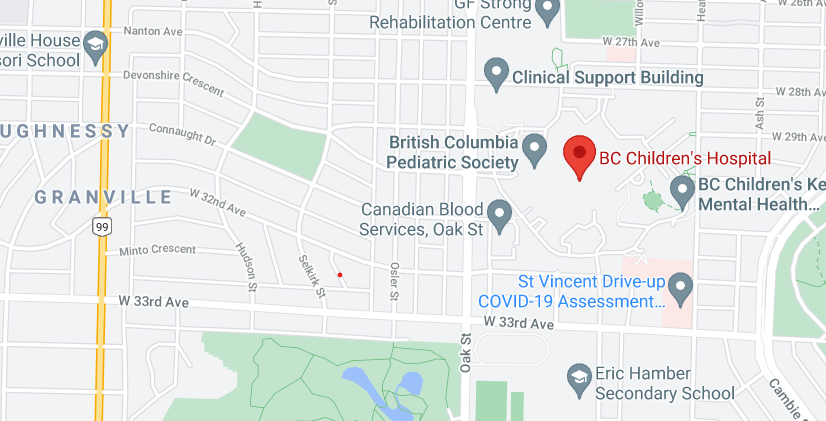 GF Strong
Rehabilitation Centre
W 26th Ave
Nanton Ave
W 27th Ave
ville House
sori School
Devonshire Crescent
Clinical Support Building
W 28th Ave
Ash St
UGHNESSY
Connaught Dr
British Columbia
Pediatric Society
W 29th Ave
BC Children's Hospital
GRANVILLE
W 32nd Ave
BC Children's Ke
Mental Health...
Canadian Blood
Services, Oak St
99
Minto Crescent
Hudson St
Selkirk St
Osler St
St Vincent Drive-up
COVID-19 Assessment...
W 33rd Ave
W 33rd Ave
Oak St
Eric Hamber
Secondary School
Cambie S